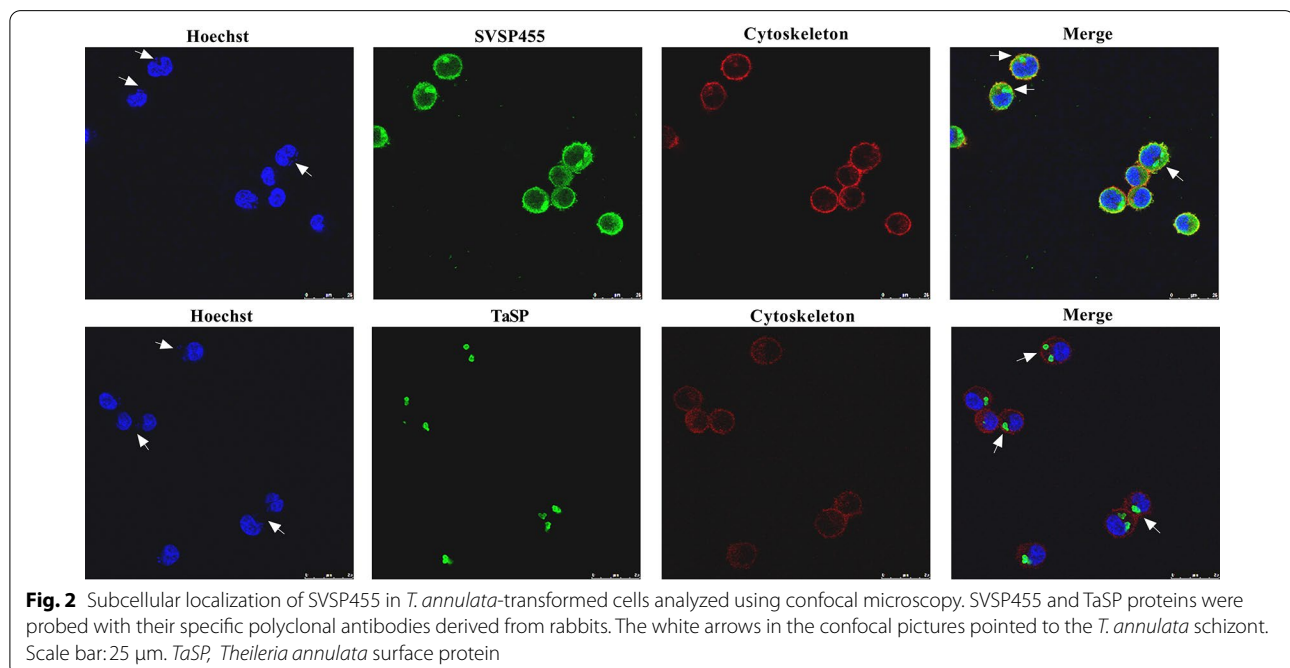 Hoechst SVSP455 Cytoskeleton Merge
Hoechst TaSP Cytoskeleton Merge
Fig. 2 Subcellular localization of SVSP455 in T. annulata-transformed cells analyzed using confocal microscopy. SVSP455 and TaSP proteins were
probed with their specific polyclonal antibodies derived from rabbits. The white arrows in the confocal pictures pointed to the T. annulata schizont.
Scale bar: 25 μm. TaSP, Theileria annulata surface protein